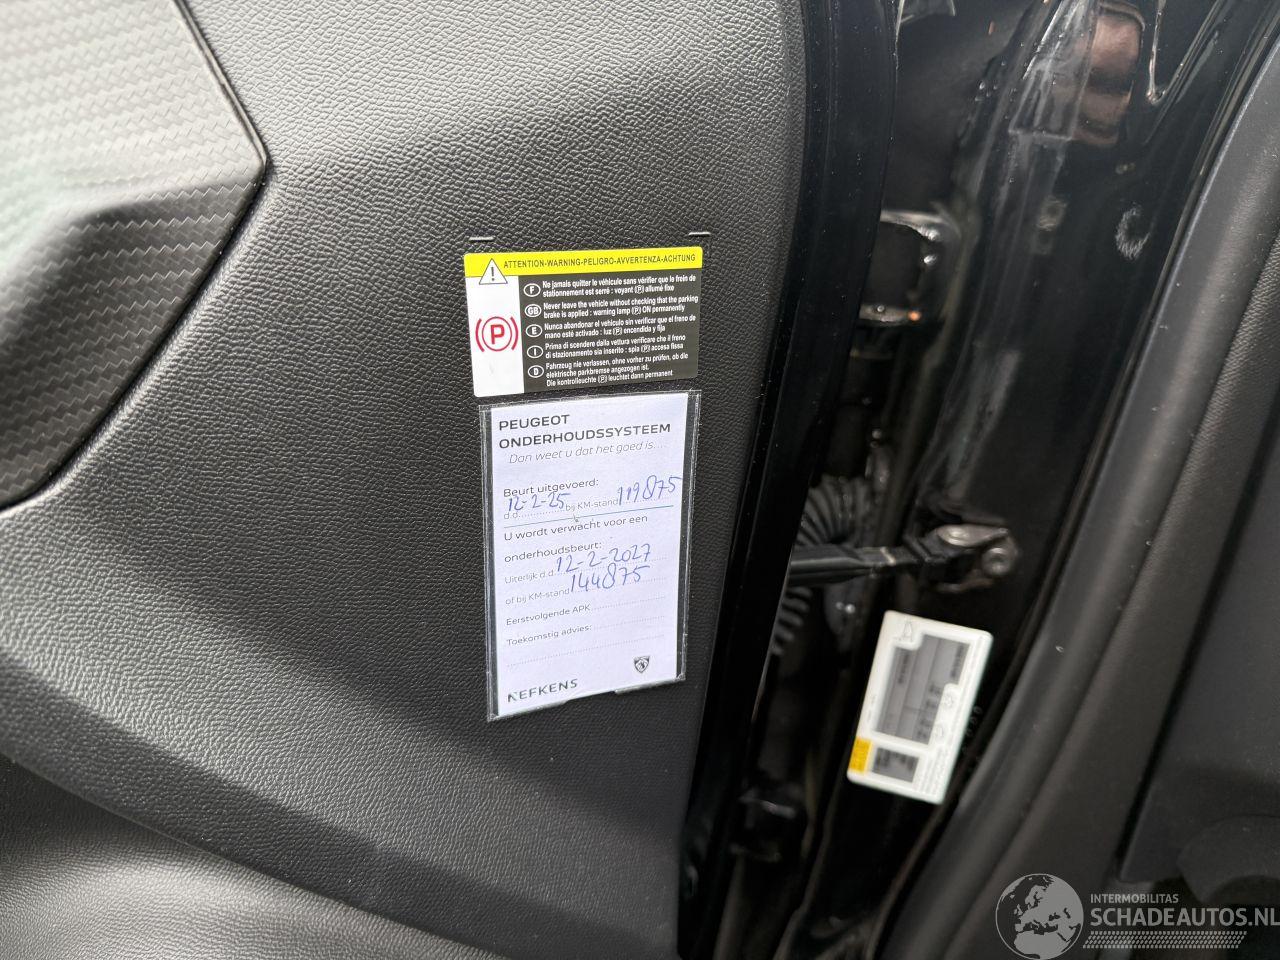 ATTENTION-WARNING-PELIGRO-AVVERTENZA-ACHTUNG
F Ne jamais quitter le véhicule sans vérifier que le frein de
stationnement est serré : voyant (P) allumé fixe
GB Never leave the vehicle without checking that the parking
brake is applied : warning lamp (P) ON permanently
E Nunca abandonar el vehiculo sin verificar que el freno de
mano esté activado : luz (P) encendida y fija
I Prima di scendere dalla vettura verificare che il freno
di stazionamento sia inserito : spia (P) accesa fissa
D Fahrzeug nie verlassen, ohne vorher zu prüfen, ob die
elektrische parkbremse angezogen ist.
Die kontrolleuchte (P) leuchtet dann permanent
P
PEUGEOT
ONDERHOUDSSYSTEEM
Dan weet u dat het goed is....
Beurt uitgevoerd:
d.d. 12-2-25 bij KM-stand 119875
U wordt verwacht voor een
onderhoudsbeurt:
Uiterlijk d.d. 12-2-2027
of bij KM-stand 144875
Eerstvolgende APK
Toekomstig advies:
NEFKENS
INTERMOBILITAS
SCHADEAUTOS.NL